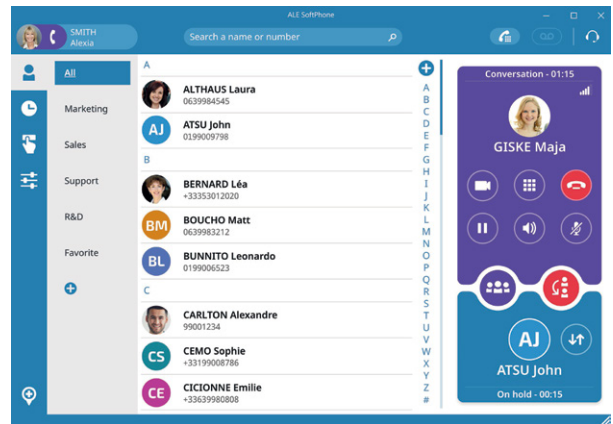 ALE SoftPhone
SMITH
Alexia
Search a name or number
All
Marketing
Sales
Support
R&D
Favorite
A
ALTHAUS Laura
0639984545
AJ
ATSU John
0199009798
B
BERNARD Léa
+33353012020
BM
BOUCHO Matt
0639983212
BL
BUNNITO Leonardo
0199006523
C
CARLTON Alexandre
99001234
CS
CEMO Sophie
+33199008786
CE
CICIONNE Emilie
+33639980808
A
B
C
D
E
F
G
H
I
J
K
L
M
N
O
P
Q
R
S
T
U
V
W
X
Y
Z
#
Conversation - 01:15
GISKE Maja
AJ
ATSU John
On hold - 00:15